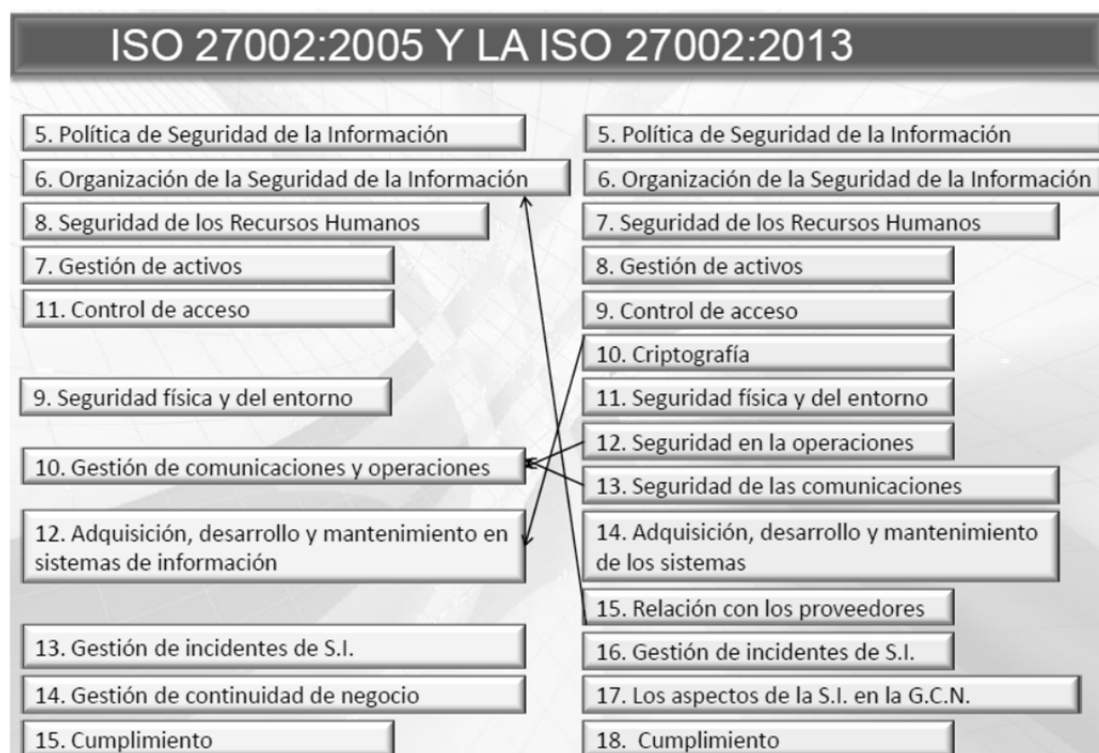 ISO 27002:2005 Y LA ISO 27002:2013
5. Política de Seguridad de la Información
6. Organización de la Seguridad de la Información
8. Seguridad de los Recursos Humanos
7. Gestión de activos
11. Control de acceso
9. Seguridad física y del entorno
10. Gestión de comunicaciones y operaciones
12. Adquisición, desarrollo y mantenimiento en
sistemas de información
13. Gestión de incidentes de S.I.
14. Gestión de continuidad de negocio
15. Cumplimiento
5. Política de Seguridad de la Información
6. Organización de la Seguridad de la Información
7. Seguridad de los Recursos Humanos
8. Gestión de activos
9. Control de acceso
10. Criptografía
11. Seguridad física y del entorno
12. Seguridad en la operaciones
13. Seguridad de las comunicaciones
14. Adquisición, desarrollo y mantenimiento
de los sistemas
15. Relación con los proveedores
16. Gestión de incidentes de S.I.
17. Los aspectos de la S.I. en la G.C.N.
18. Cumplimiento